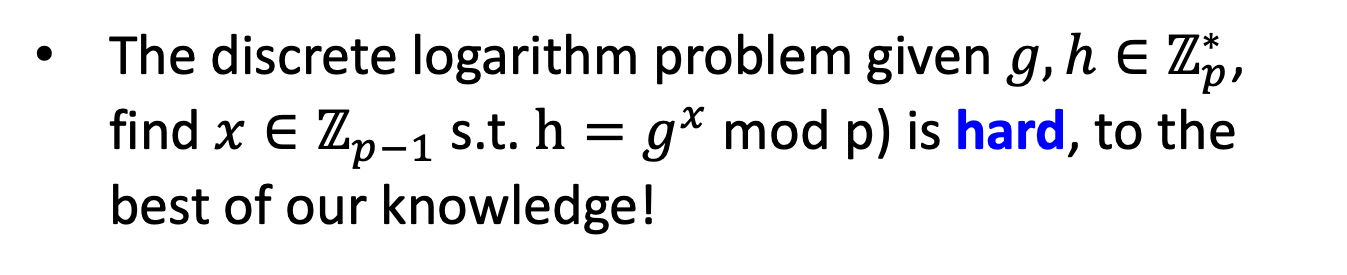 • The discrete logarithm problem given g, h ∈ ℤ*ₚ,
find x ∈ ℤₚ₋₁ s.t. h = gˣ mod p) is hard, to the
best of our knowledge!